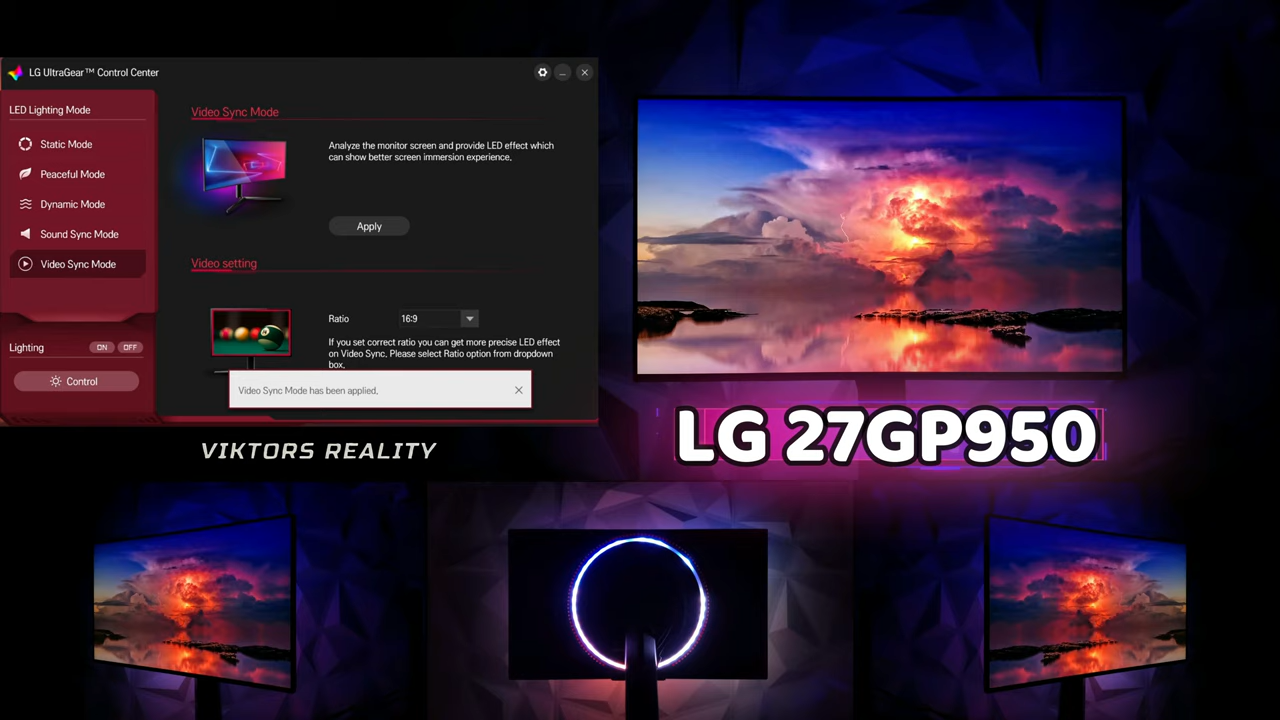 LG UltraGear™ Control Center
LED Lighting Mode
Static Mode
Peaceful Mode
Dynamic Mode
Sound Sync Mode
Video Sync Mode
Lighting
ON
OFF
Control
Video Sync Mode
Analyze the monitor screen and provide LED effect which
can show better screen immersion experience.
Apply
Video setting
Ratio
16:9
If you set correct ratio you can get more precise LED effect
on Video Sync. Please select Ratio option from dropdown
box.
Video Sync Mode has been applied.
VIKTORS REALITY
LG 27GP950